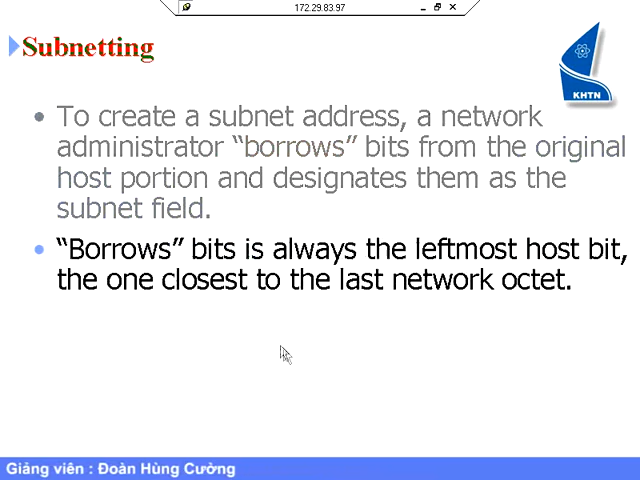 172.29.83.97
Subnetting
KHTN
• To create a subnet address, a network
administrator “borrows” bits from the original
host portion and designates them as the
subnet field.
• “Borrows” bits is always the leftmost host bit,
the one closest to the last network octet.
Giảng viên : Đoàn Hùng Cường